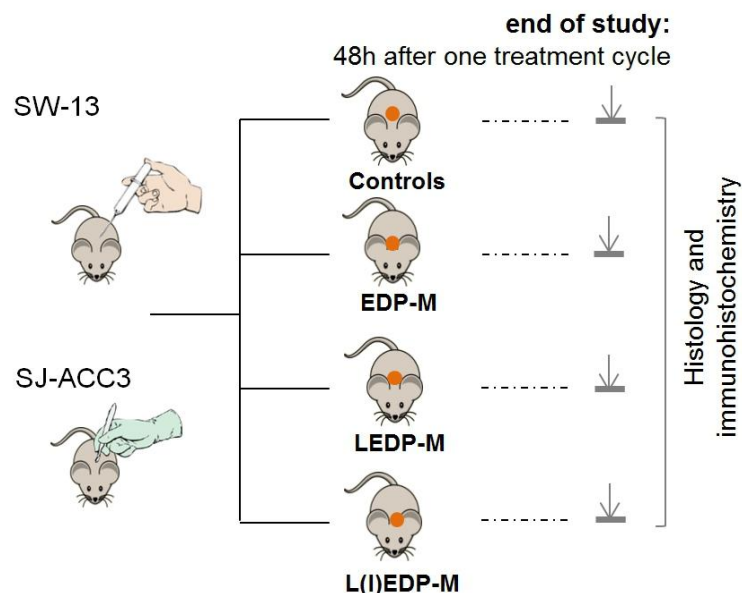 end of study:
48h after one treatment cycle
SW-13
Controls
EDP-M
SJ-ACC3
LEDP-M
L(l)EDP-M
Histology and
immunohistochemistry